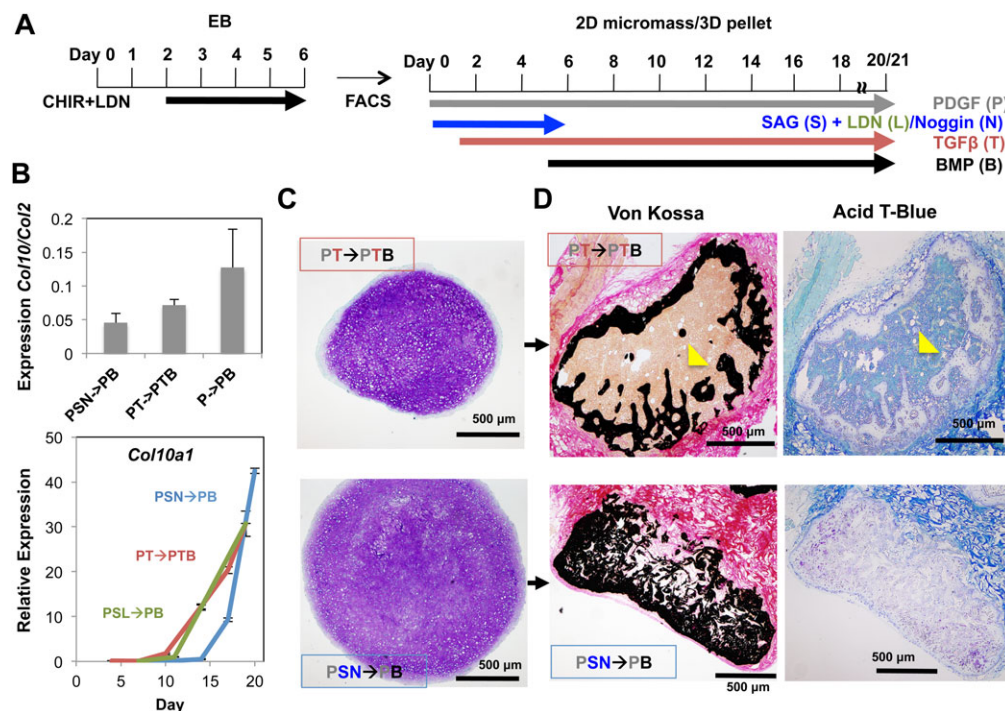 A
EB
Day 0 1 2 3 4 5 6
CHIR+LDN
FACS
2D micromass/3D pellet
Day 0 2 4 6 8 10 12 14 16 18 20/21
PDGF (P)
SAG (S) + LDN (L)/Noggin (N)
TGFβ (T)
BMP (B)
B
Expression Col10/Col2
0.2
0.15
0.1
0.05
0
PSN->PB
PT->PTB
P->PB
Relative Expression
50
40
30
20
10
0
Col10a1
PSN→PB
PT→PTB
PSL→PB
0 5 10 15 20
Day
C
PT→PTB
500 µm
PSN→PB
500 µm
D
Von Kossa
Acid T-Blue
PT→PTB
500 µm
500 µm
PSN→PB
500 µm
500 µm